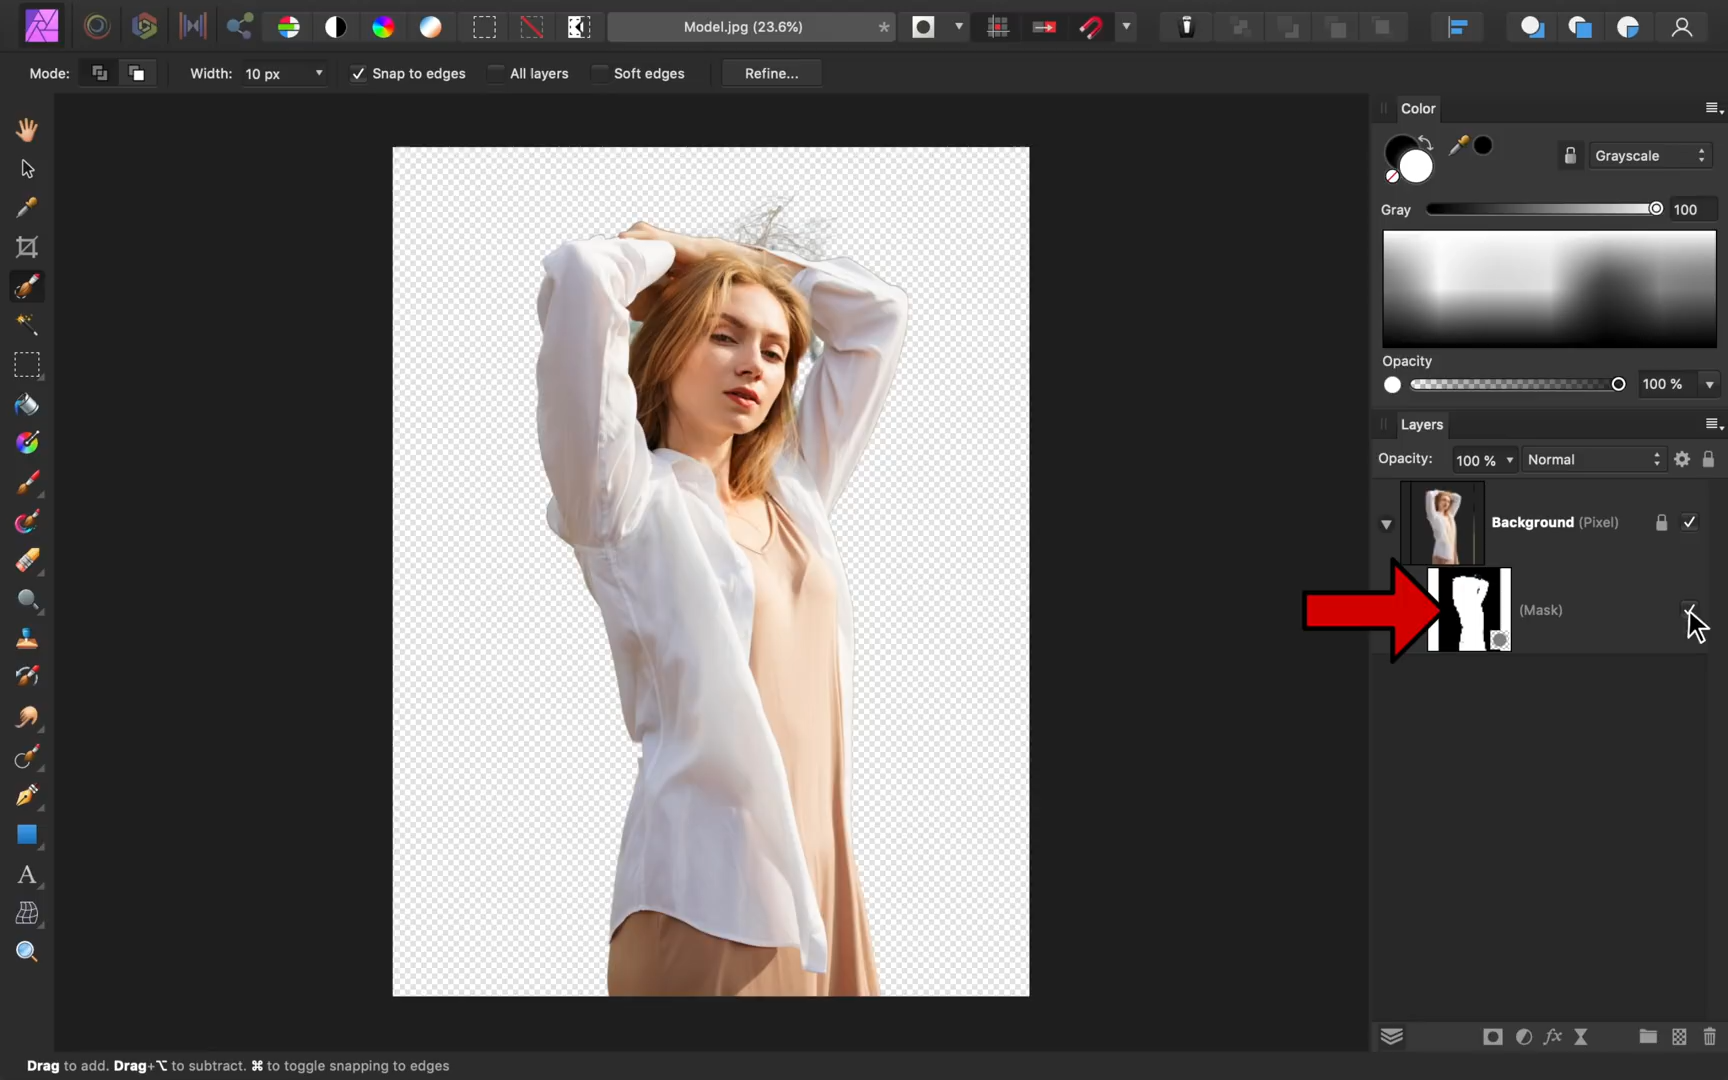 Model.jpg (23.6%)
*
Mode:
Width: 10 px
Snap to edges
All layers
Soft edges
Refine...
Color
Grayscale
Gray
100
Opacity
100 %
Layers
Opacity: 100 %
Normal
Background (Pixel)
(Mask)
A
fx
Drag to add. Drag+⌥ to subtract. ⌘ to toggle snapping to edges